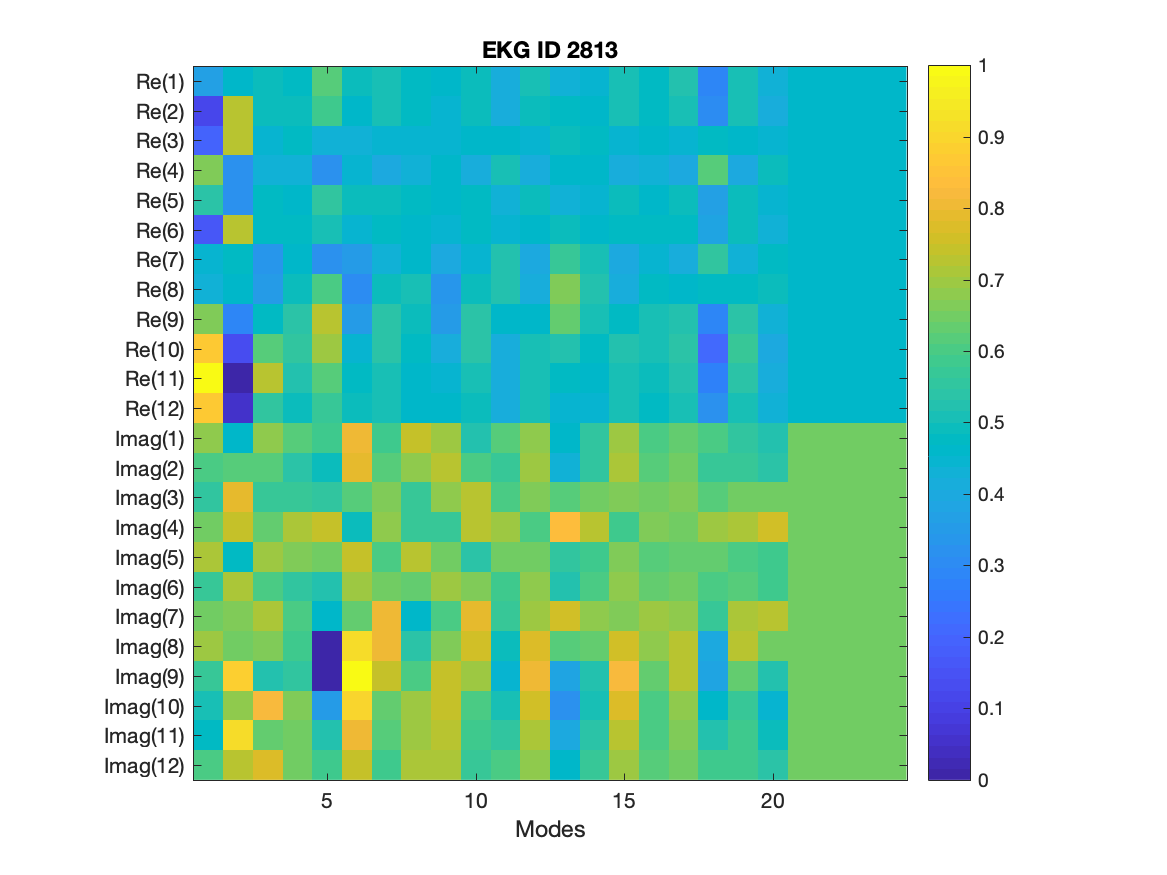 EKG ID 2813
Re(1)
Re(2)
Re(3)
Re(4)
Re(5)
Re(6)
Re(7)
Re(8)
Re(9)
Re(10)
Re(11)
Re(12)
Imag(1)
Imag(2)
Imag(3)
Imag(4)
Imag(5)
Imag(6)
Imag(7)
Imag(8)
Imag(9)
Imag(10)
Imag(11)
Imag(12)
5 10 15 20
Modes
1
0.9
0.8
0.7
0.6
0.5
0.4
0.3
0.2
0.1
0